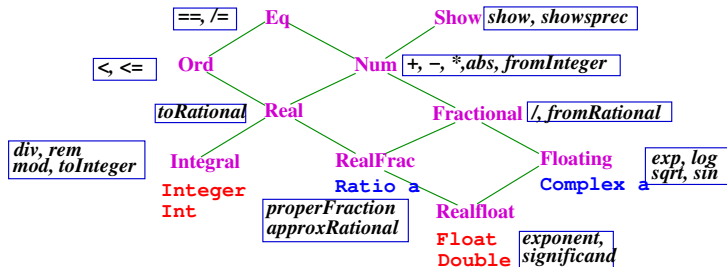 ==, /=
Eq
Show
show, showsprec
<, <=
Ord
Num
+, −, *,abs, fromInteger
toRational
Real
Fractional
/, fromRational
div, rem
mod, toInteger
Integral
RealFrac
Floating
exp, log
sqrt, sin
Integer
Int
Ratio a
Complex a
properFraction
approxRational
Realfloat
Float
Double
exponent,
significand